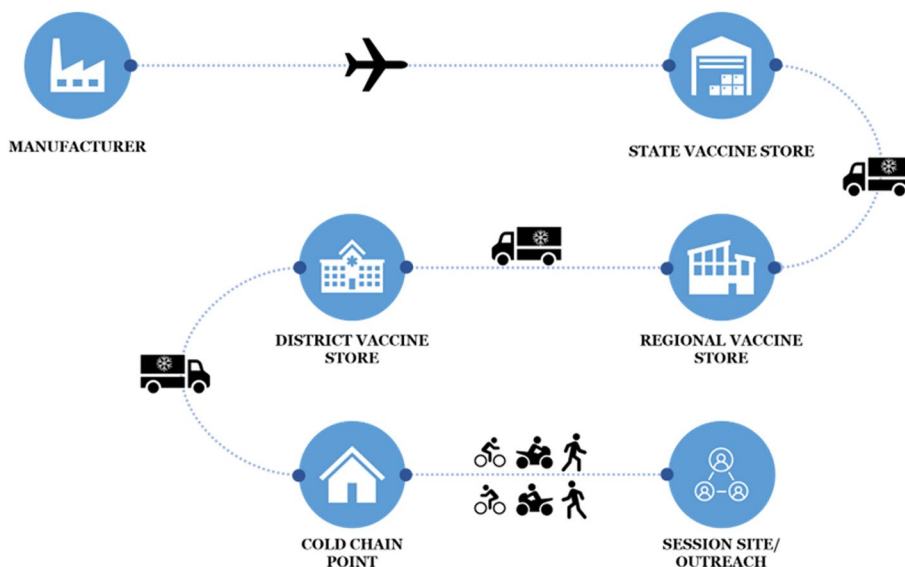 MANUFACTURER
STATE VACCINE STORE
DISTRICT VACCINE
STORE
REGIONAL VACCINE
STORE
COLD CHAIN
POINT
SESSION SITE/
OUTREACH